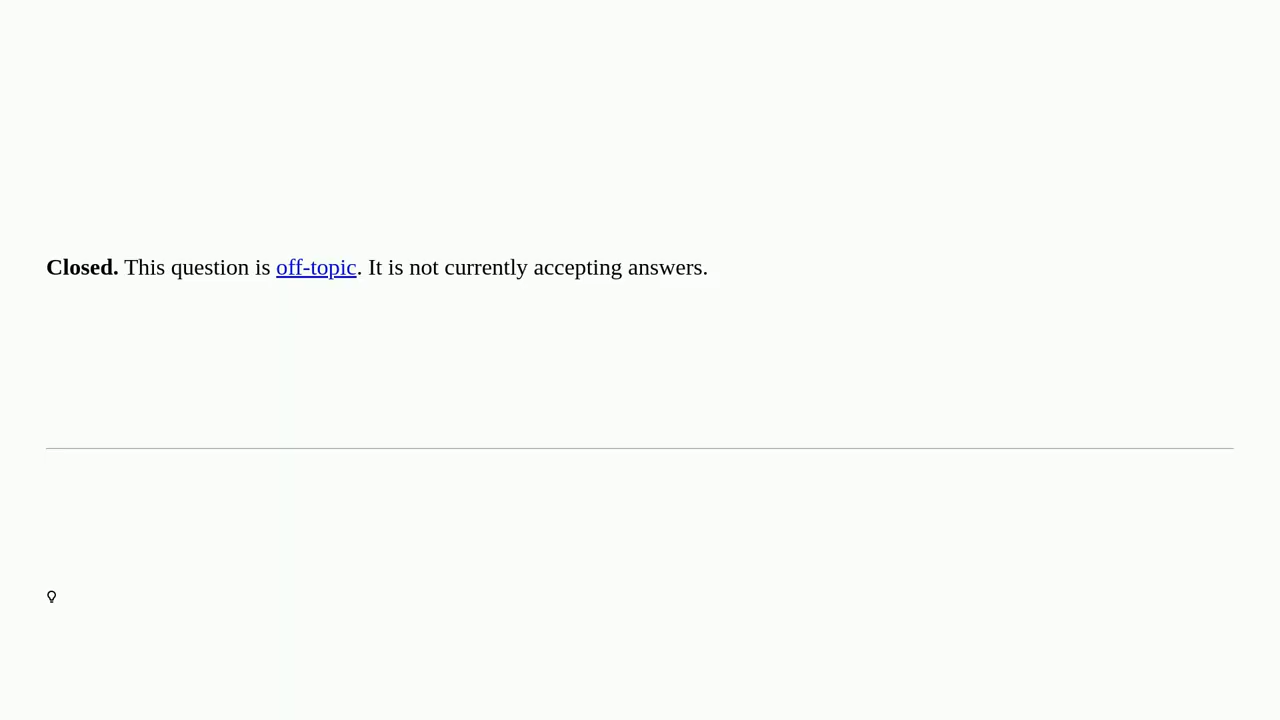 Closed. This question is off-topic. It is not currently accepting answers.